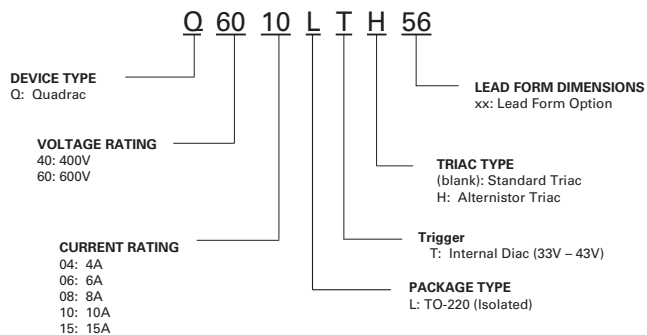 Q 60 10 L T H 56
DEVICE TYPE
Q: Quadrac
VOLTAGE RATING
40: 400V
60: 600V
CURRENT RATING
04: 4A
06: 6A
08: 8A
10: 10A
15: 15A
LEAD FORM DIMENSIONS
xx: Lead Form Option
TRIAC TYPE
(blank): Standard Triac
H: Alternistor Triac
Trigger
T: Internal Diac (33V – 43V)
PACKAGE TYPE
L: TO-220 (Isolated)